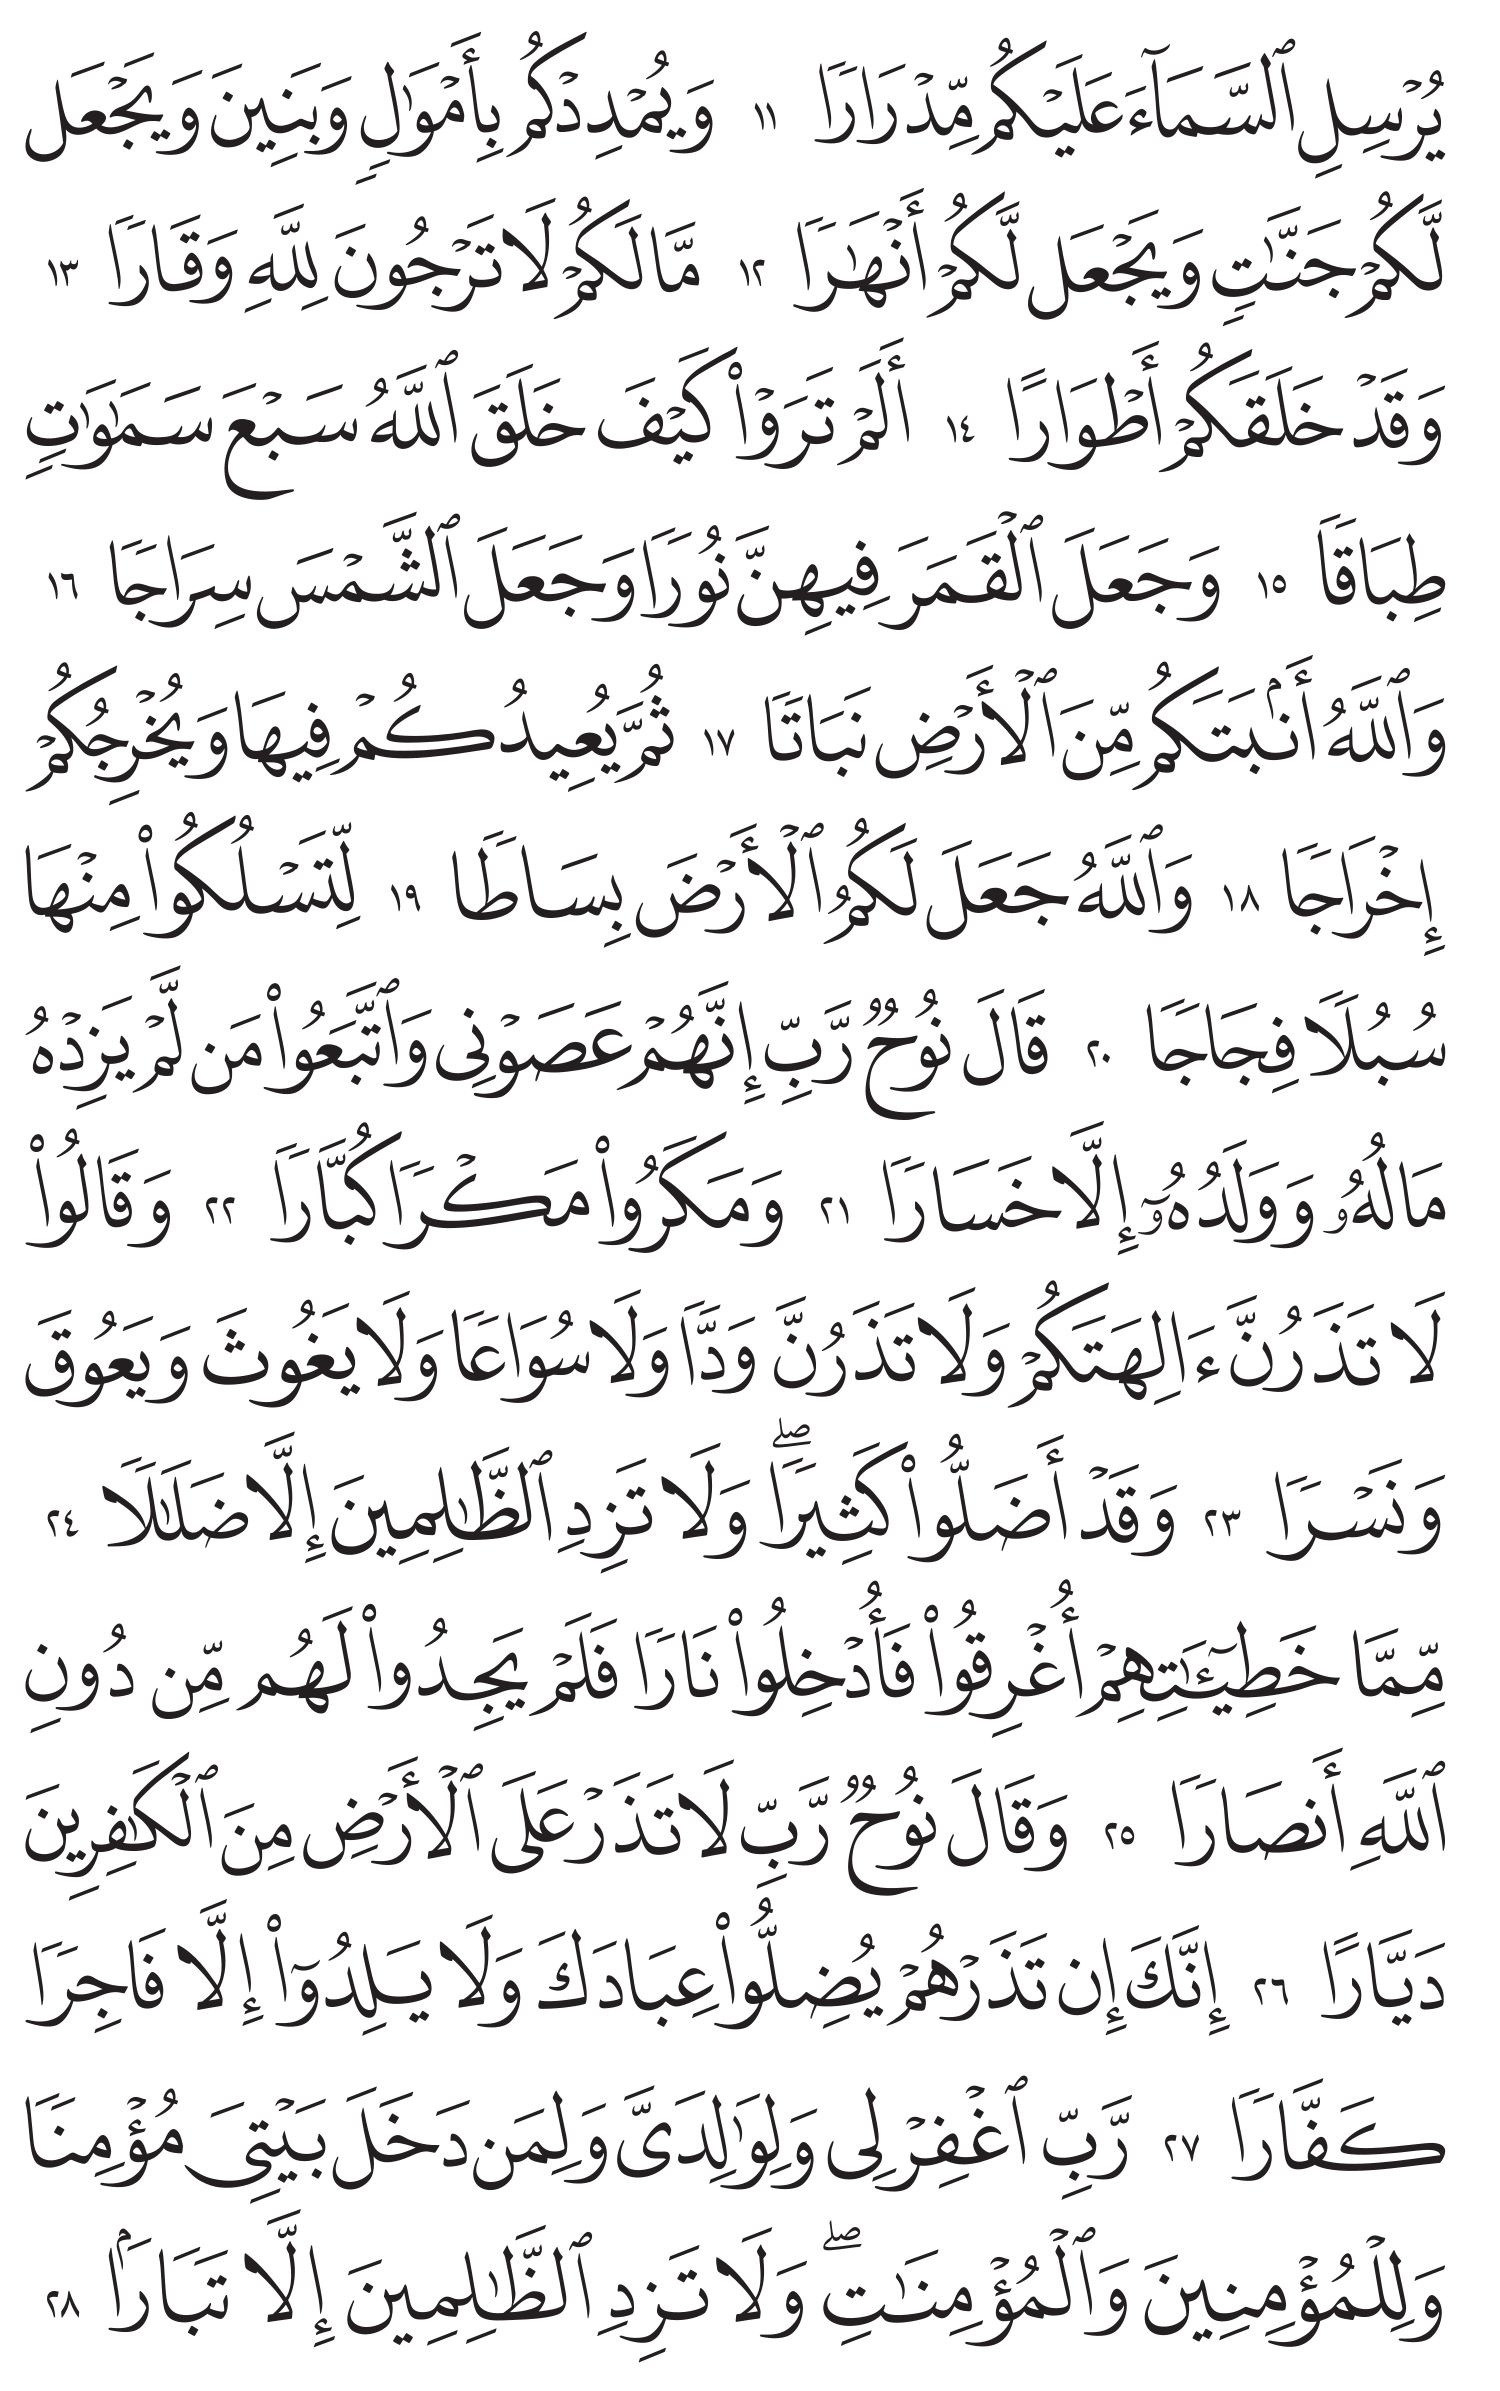 يُرْسِلِ ٱلسَّمَآءَ عَلَيْكُم مِّدْرَارًا ١١ وَيُمْدِدْكُم بِأَمْوَٰلٍ وَبَنِينَ وَيَجْعَل
لَّكُمْ جَنَّٰتٍ وَيَجْعَل لَّكُمْ أَنْهَٰرًا ١٢ مَّا لَكُمْ لَا تَرْجُونَ لِلَّهِ وَقَارًا ١٣
وَقَدْ خَلَقَكُمْ أَطْوَارًا ١٤ أَلَمْ تَرَوْا۟ كَيْفَ خَلَقَ ٱللَّهُ سَبْعَ سَمَٰوَٰتٍ
طِبَاقًا ١٥ وَجَعَلَ ٱلْقَمَرَ فِيهِنَّ نُورًا وَجَعَلَ ٱلشَّمْسَ سِرَاجًا ١٦
وَٱللَّهُ أَنۢبَتَكُم مِّنَ ٱلْأَرْضِ نَبَاتًا ١٧ ثُمَّ يُعِيدُكُمْ فِيهَا وَيُخْرِجُكُمْ
إِخْرَاجًا ١٨ وَٱللَّهُ جَعَلَ لَكُمُ ٱلْأَرْضَ بِسَاطًا ١٩ لِّتَسْلُكُوا۟ مِنْهَا
سُبُلًا فِجَاجًا ٢٠ قَالَ نُوحٌ رَّبِّ إِنَّهُمْ عَصَوْنِى وَٱتَّبَعُوا۟ مَن لَّمْ يَزِدْهُ
مَالُهُۥ وَوَلَدُهُۥٓ إِلَّا خَسَارًا ٢١ وَمَكَرُوا۟ مَكْرًا كُبَّارًا ٢٢ وَقَالُوا۟
لَا تَذَرُنَّ ءَالِهَتَكُمْ وَلَا تَذَرُنَّ وَدًّا وَلَا سُوَاعًا وَلَا يَغُوثَ وَيَعُوقَ
وَنَسْرًا ٢٣ وَقَدْ أَضَلُّوا۟ كَثِيرًا ۖ وَلَا تَزِدِ ٱلظَّٰلِمِينَ إِلَّا ضَلَٰلًا ٢٤
مِّمَّا خَطِيٓـَٰٔتِهِمْ أُغْرِقُوا۟ فَأُدْخِلُوا۟ نَارًا فَلَمْ يَجِدُوا۟ لَهُم مِّن دُونِ
ٱللَّهِ أَنصَارًا ٢٥ وَقَالَ نُوحٌ رَّبِّ لَا تَذَرْ عَلَى ٱلْأَرْضِ مِنَ ٱلْكَٰفِرِينَ
دَيَّارًا ٢٦ إِنَّكَ إِن تَذَرْهُمْ يُضِلُّوا۟ عِبَادَكَ وَلَا يَلِدُوٓا۟ إِلَّا فَاجِرًا
كَفَّارًا ٢٧ رَّبِّ ٱغْفِرْ لِى وَلِوَٰلِدَىَّ وَلِمَن دَخَلَ بَيْتِىَ مُؤْمِنًا
وَلِلْمُؤْمِنِينَ وَٱلْمُؤْمِنَٰتِ ۖ وَلَا تَزِدِ ٱلظَّٰلِمِينَ إِلَّا تَبَارًۢا ٢٨